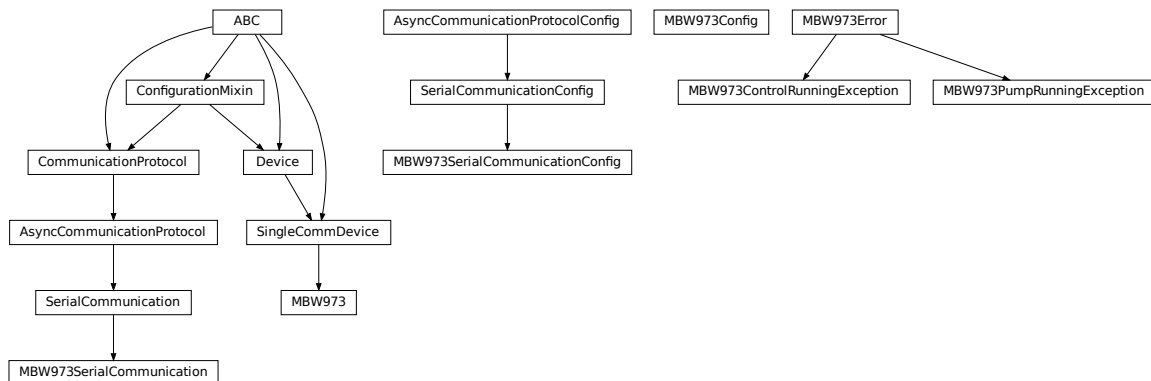 ABC
AsyncCommunicationProtocolConfig
MBW973Config
MBW973Error
ConfigurationMixin
SerialCommunicationConfig
MBW973ControlRunningException
MBW973PumpRunningException
CommunicationProtocol
Device
MBW973SerialCommunicationConfig
AsyncCommunicationProtocol
SingleCommDevice
SerialCommunication
MBW973
MBW973SerialCommunication